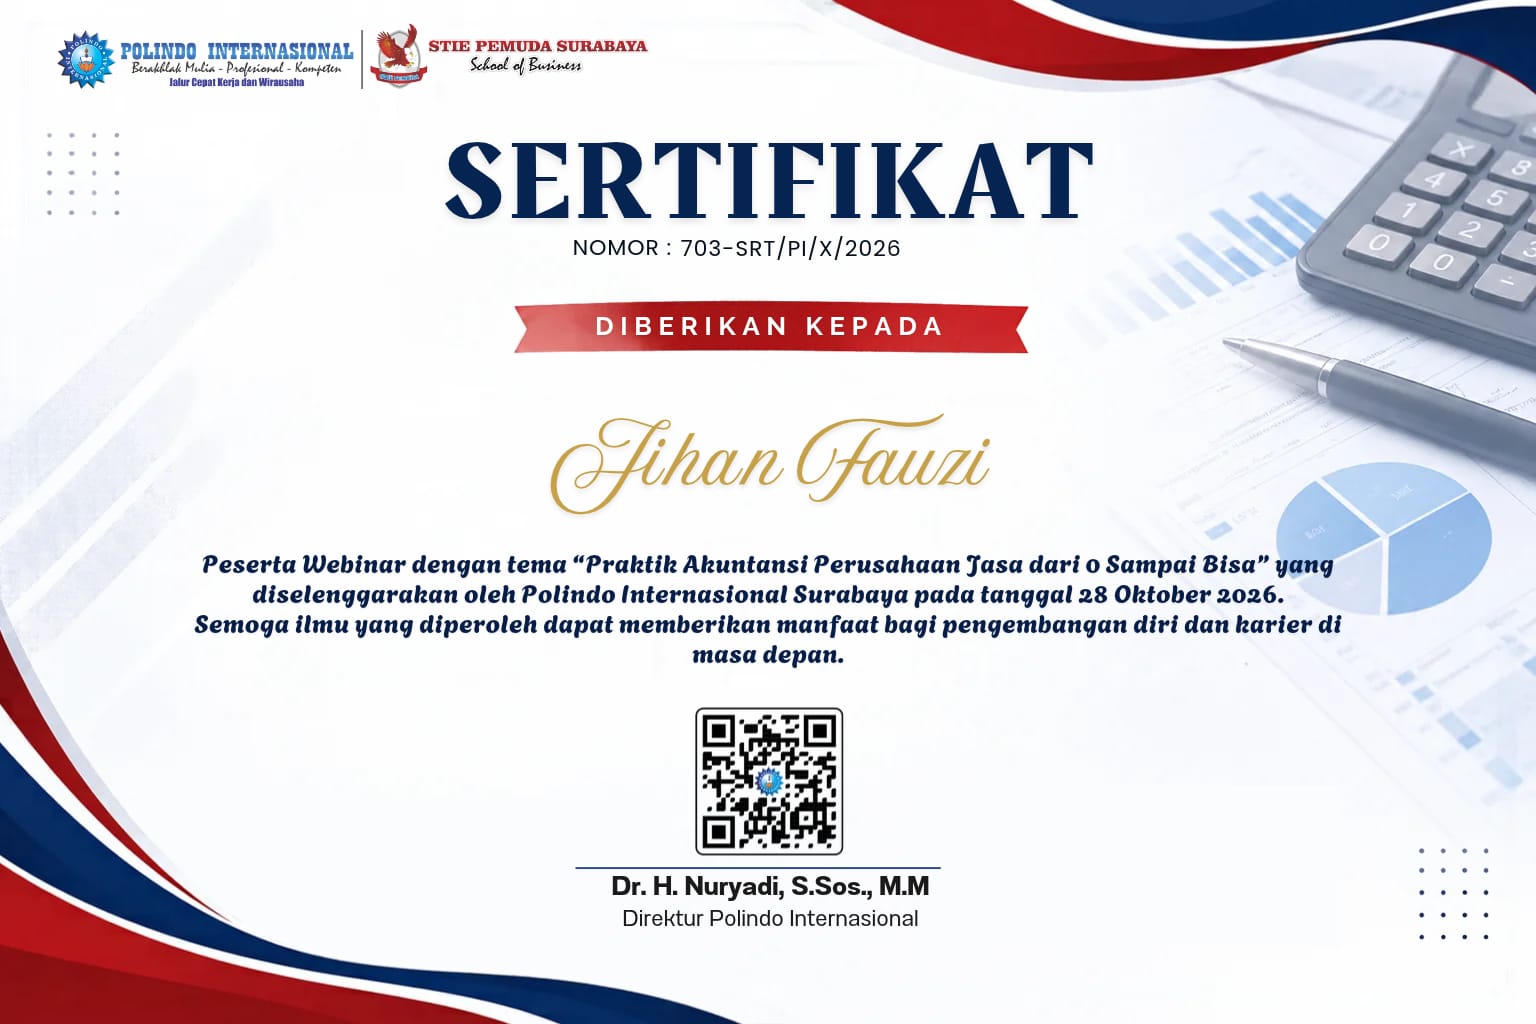 POLINDO INTERNASIONAL
Berakhlak Mulia - Profesional - Kompeten
Jalur Cepat Kerja dan Wirausaha
STIE PEMUDA SURABAYA
School of Business
SERTIFIKAT
NOMOR : 703-SRT/PI/X/2026
DIBERIKAN KEPADA
Jihan Fauzi
Peserta Webinar dengan tema “Praktik Akuntansi Perusahaan Jasa dari 0 Sampai Bisa” yang
diselenggarakan oleh Polindo Internasional Surabaya pada tanggal 28 Oktober 2026.
Semoga ilmu yang diperoleh dapat memberikan manfaat bagi pengembangan diri dan karier di
masa depan.
Dr. H. Nuryadi, S.Sos., M.M
Direktur Polindo Internasional